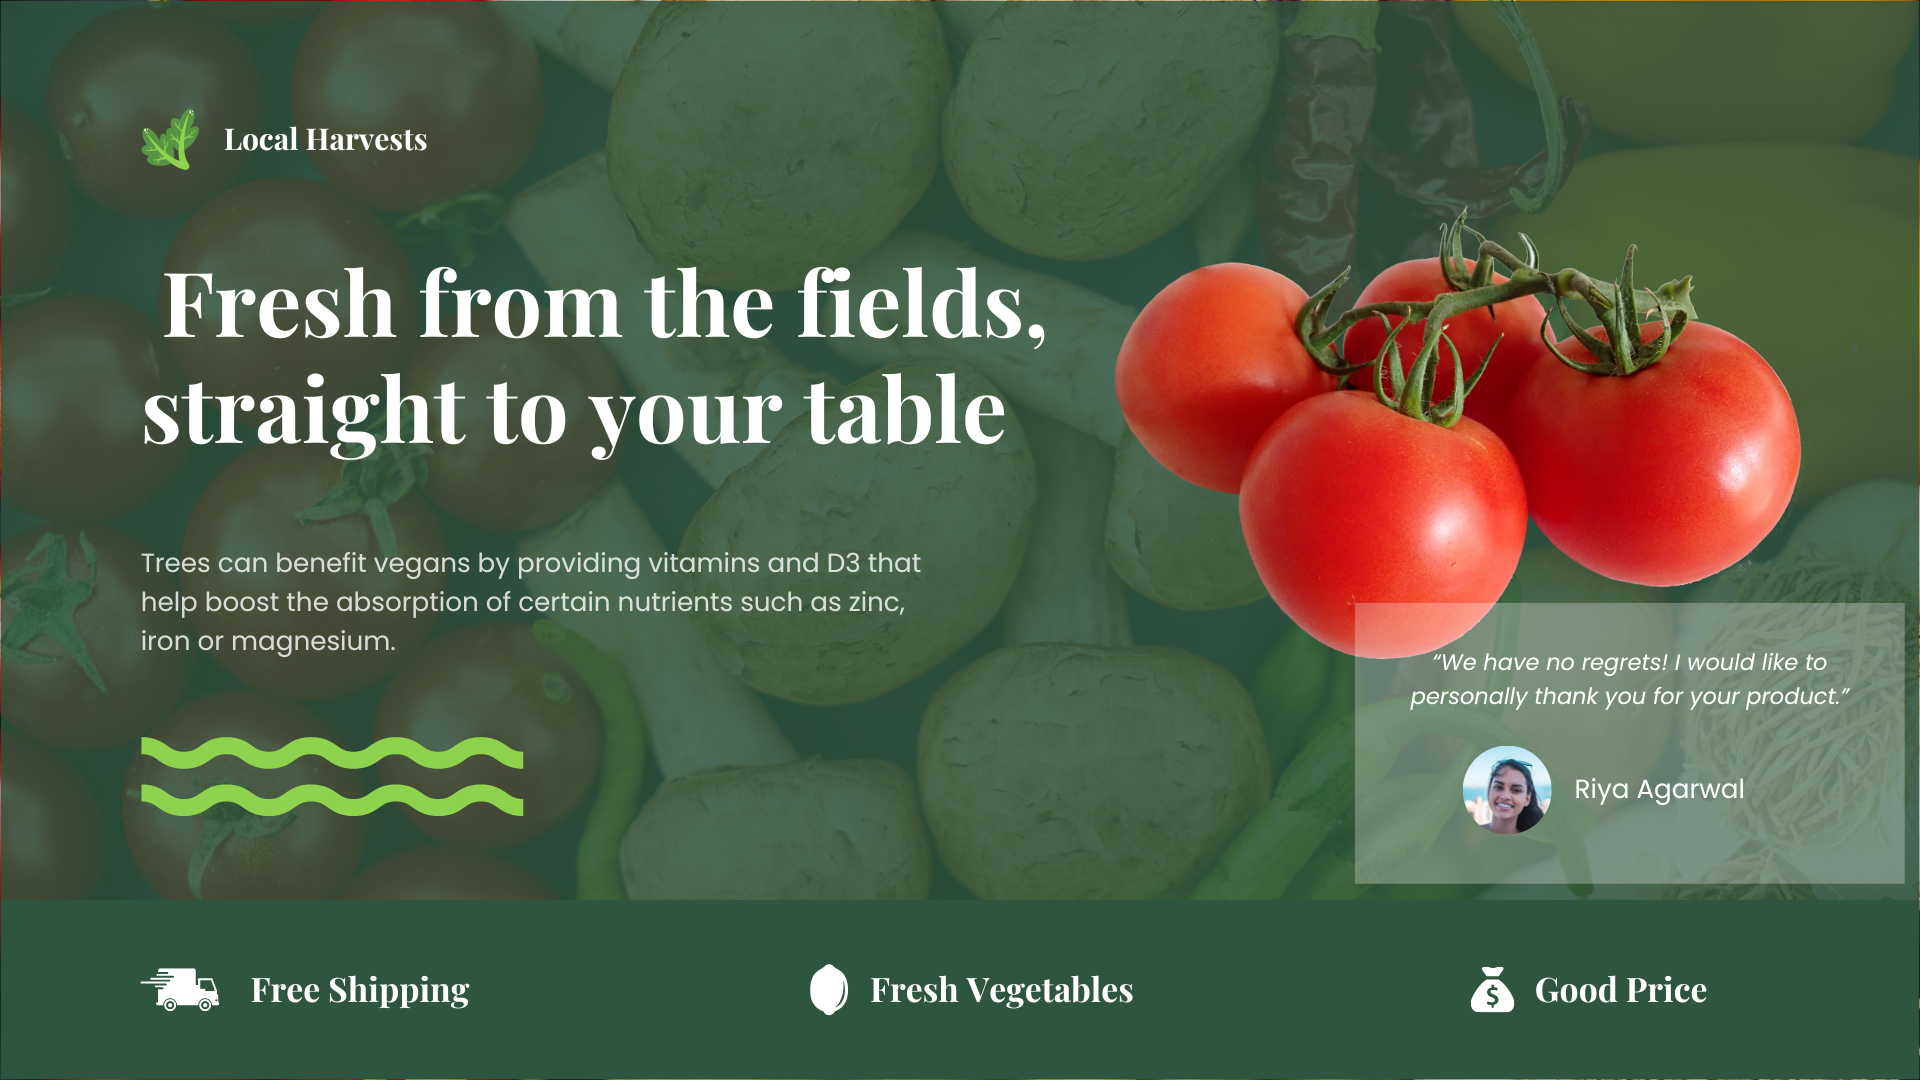 Local Harvests
Fresh from the fields,
straight to your table
Trees can benefit vegans by providing vitamins and D3 that
help boost the absorption of certain nutrients such as zinc,
iron or magnesium.
“We have no regrets! I would like to
personally thank you for your product.”
Riya Agarwal
Free Shipping
Fresh Vegetables
$
Good Price